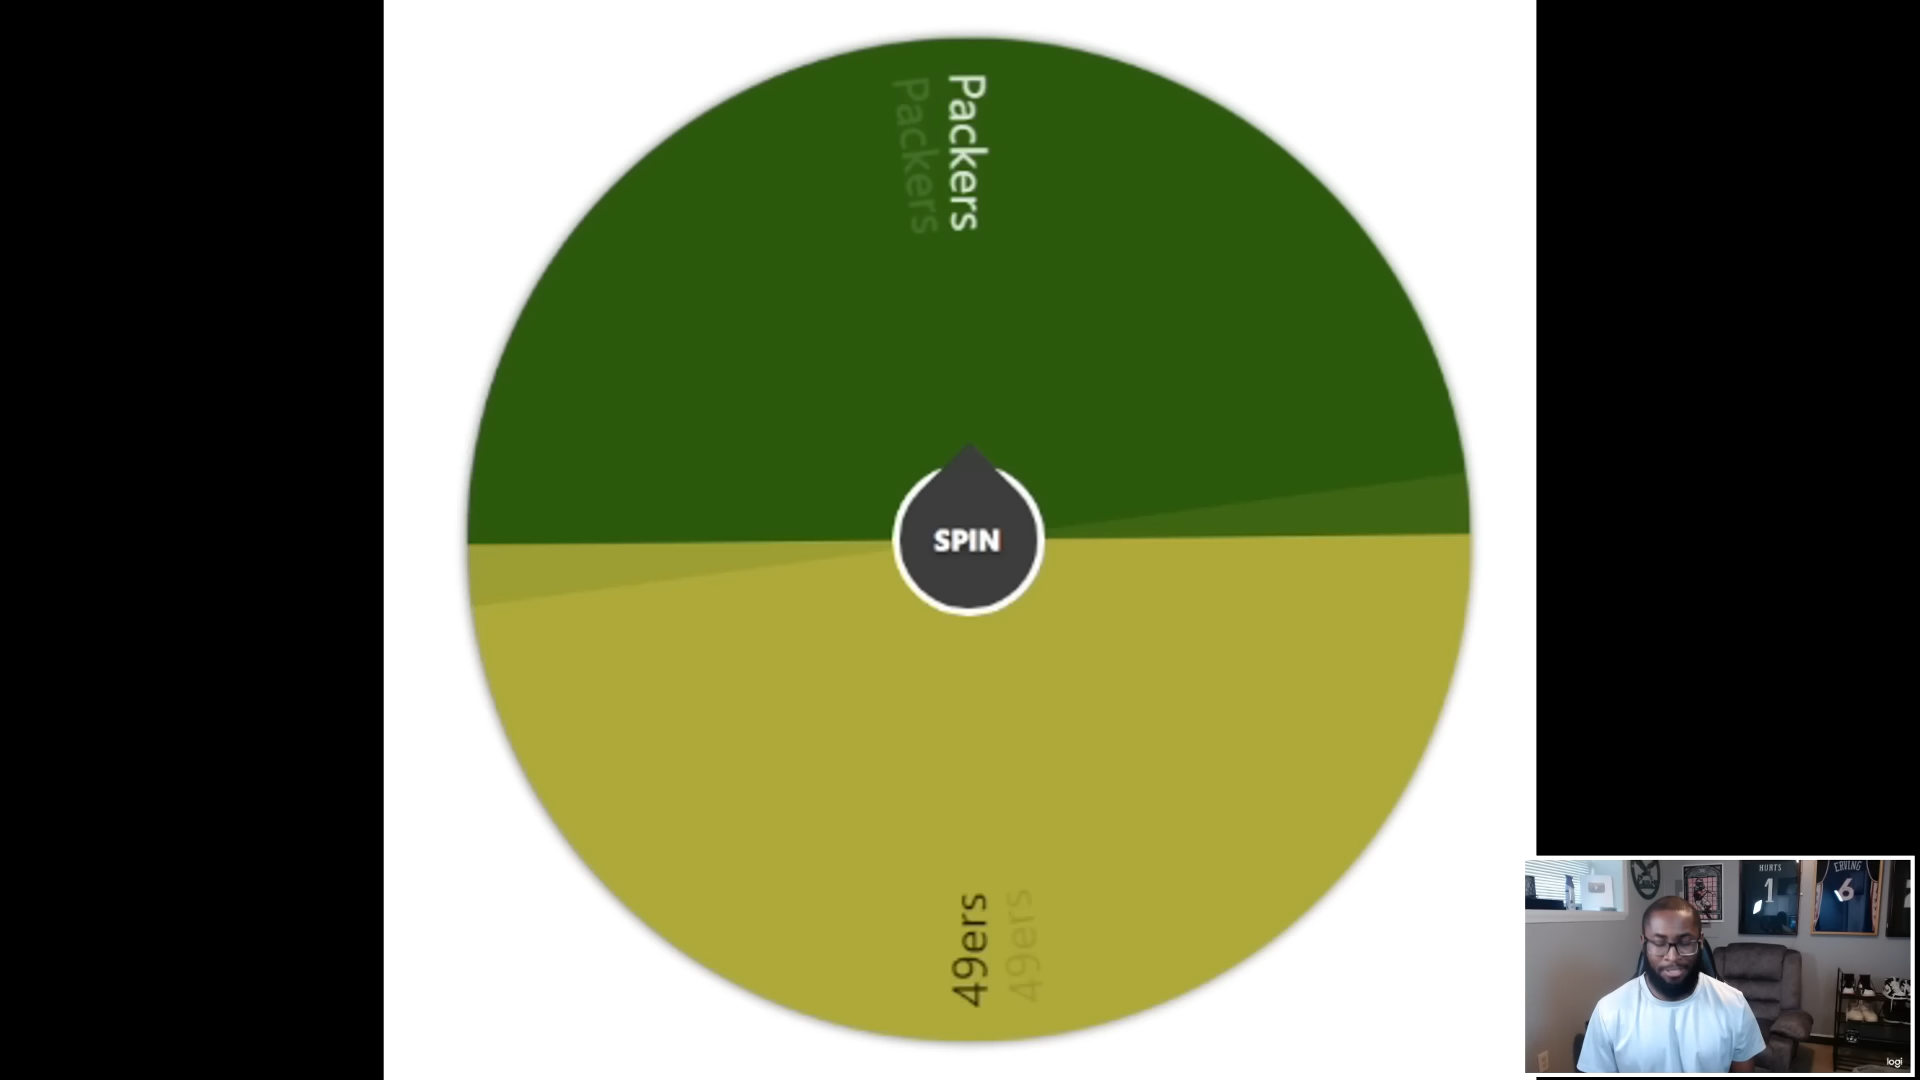 Packers
Packers
SPIN
49ers
49ers
HURTS
1
ERVING
6
logi